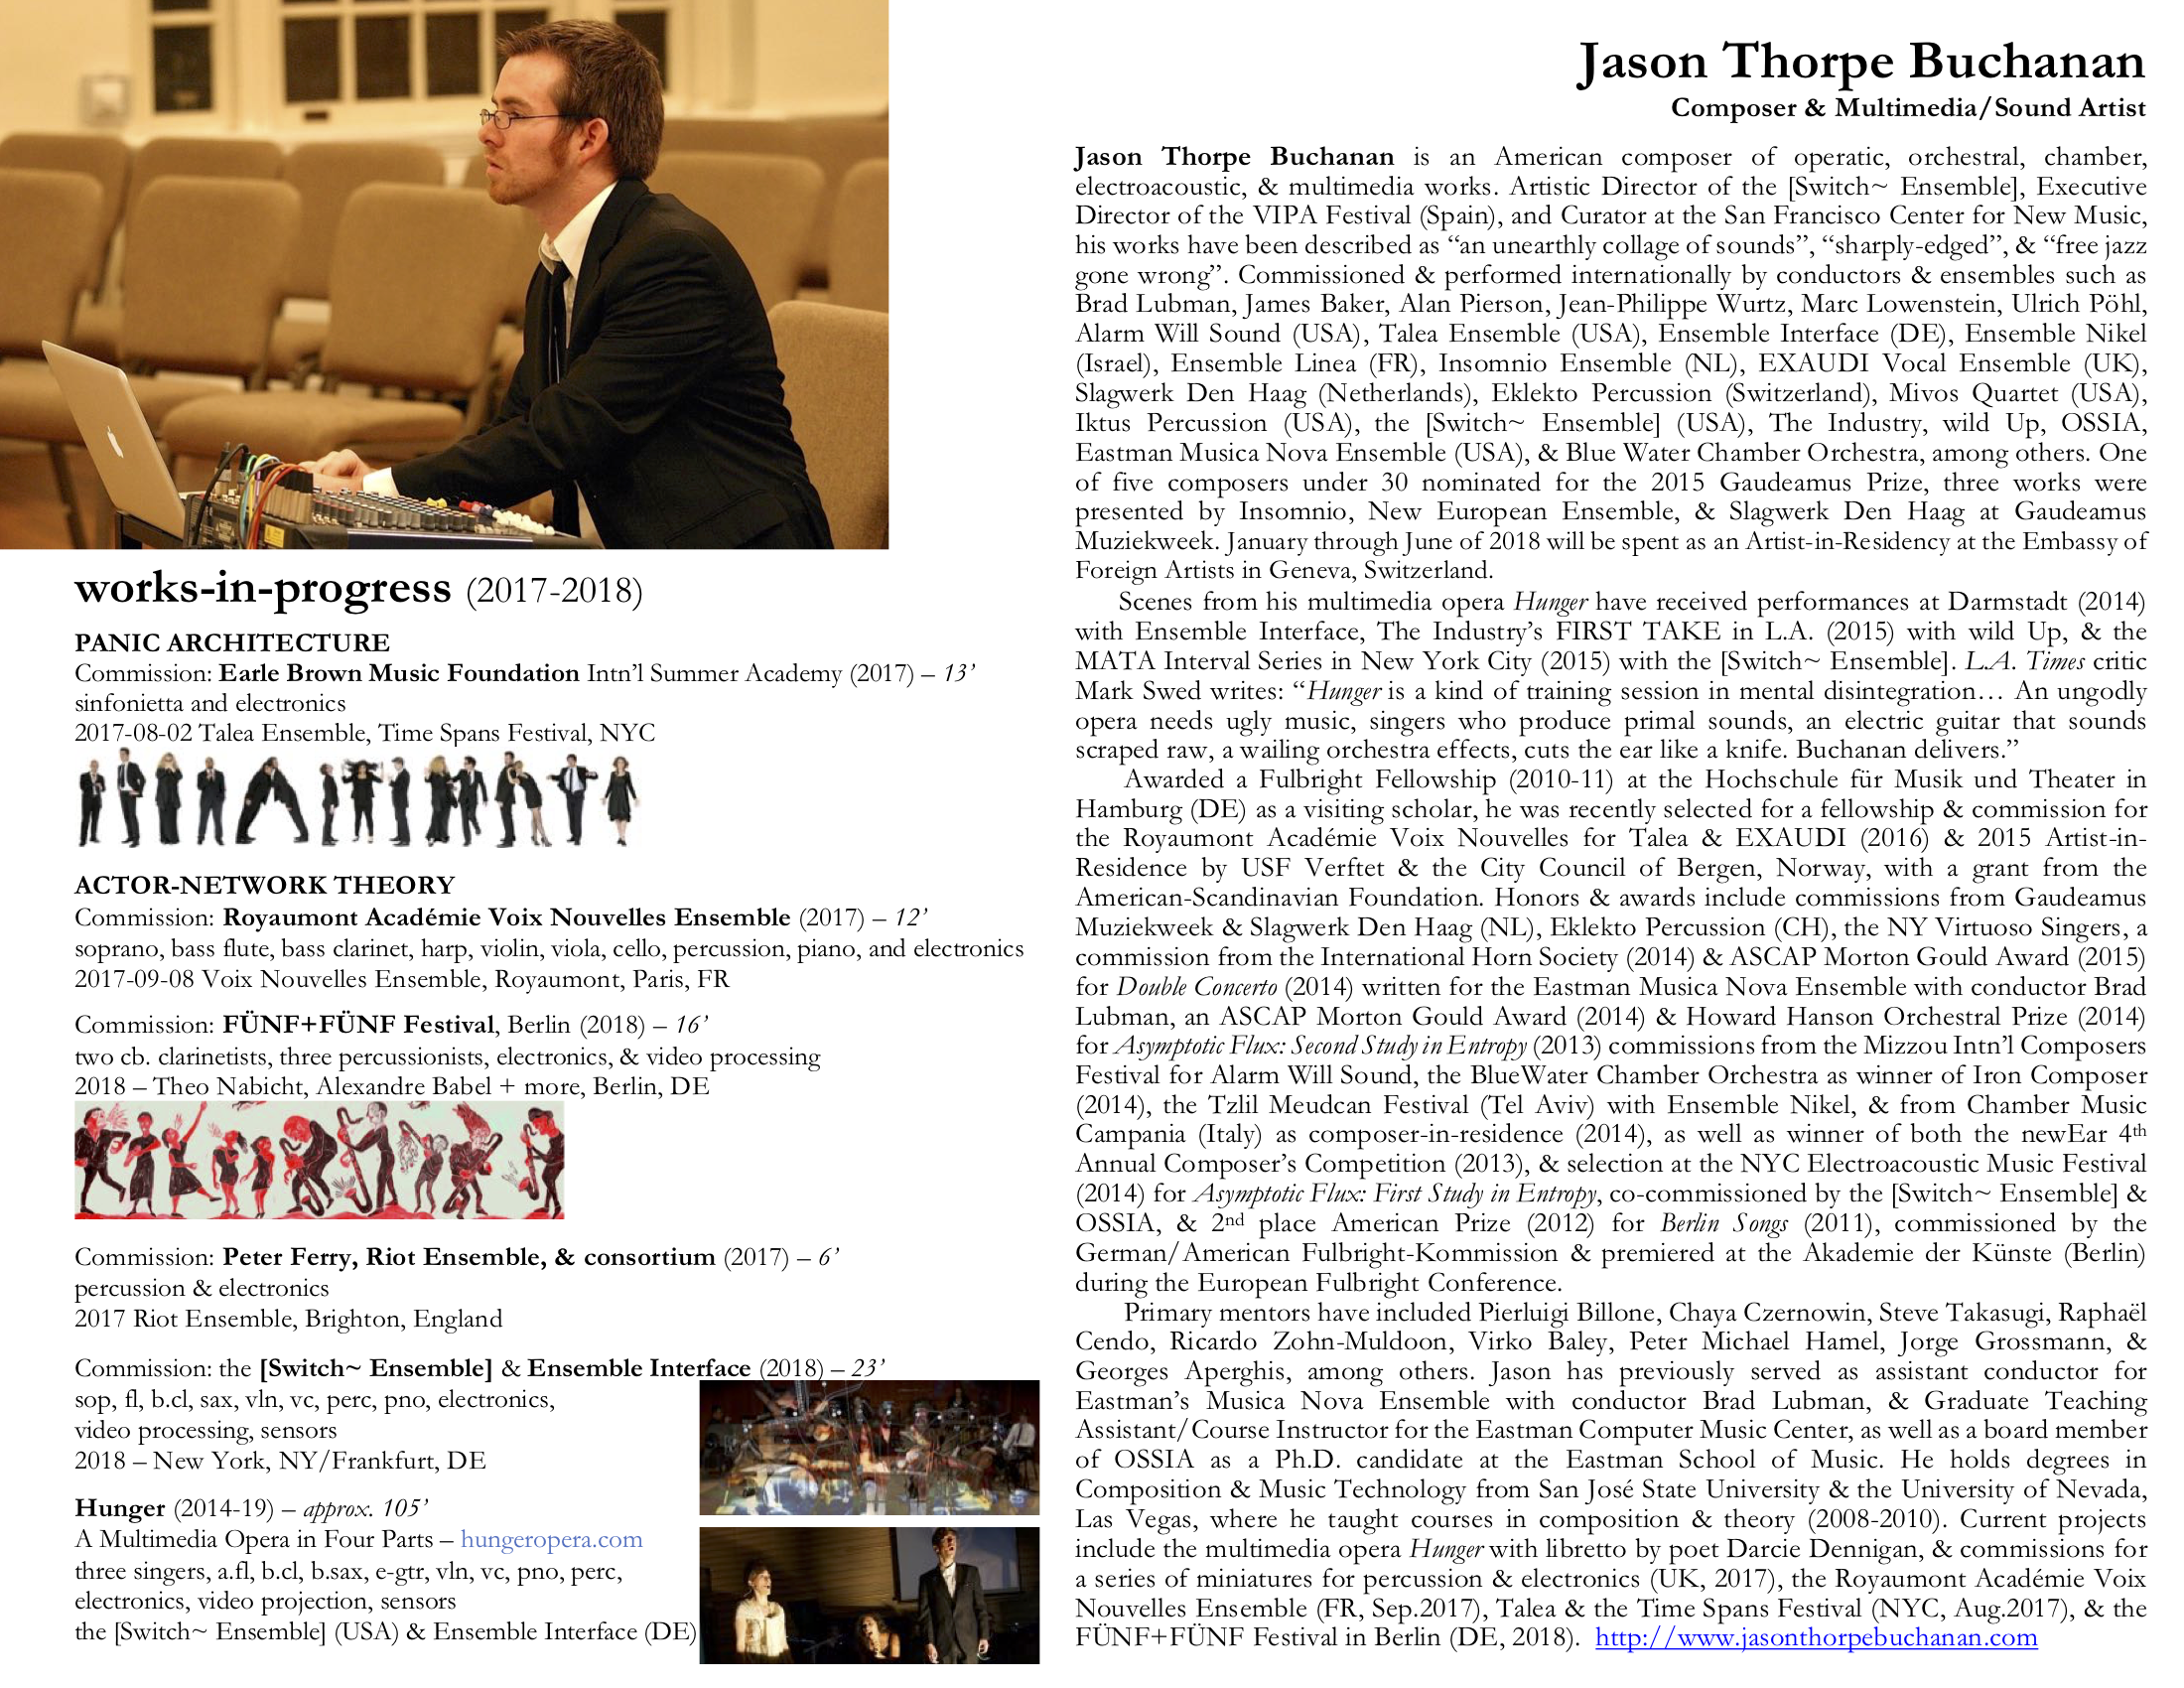 Jason Thorpe Buchanan
Composer & Multimedia/Sound Artist
Jason Thorpe Buchanan is an American composer of operatic, orchestral, chamber,
electroacoustic, & multimedia works. Artistic Director of the [Switch~ Ensemble], Executive
Director of the VIPA Festival (Spain), and Curator at the San Francisco Center for New Music,
his works have been described as “an unearthly collage of sounds”, “sharply-edged”, & “free jazz
gone wrong”. Commissioned & performed internationally by conductors & ensembles such as
Brad Lubman, James Baker, Alan Pierson, Jean-Philippe Wurtz, Marc Lowenstein, Ulrich Pöhl,
Alarm Will Sound (USA), Talea Ensemble (USA), Ensemble Interface (DE), Ensemble Nikel
(Israel), Ensemble Linea (FR), Insomnio Ensemble (NL), EXAUDI Vocal Ensemble (UK),
Slagwerk Den Haag (Netherlands), Eklekto Percussion (Switzerland), Mivos Quartet (USA),
Iktus Percussion (USA), the [Switch~ Ensemble] (USA), The Industry, wild Up, OSSIA,
Eastman Musica Nova Ensemble (USA), & Blue Water Chamber Orchestra, among others. One
of five composers under 30 nominated for the 2015 Gaudeamus Prize, three works were
presented by Insomnio, New European Ensemble, & Slagwerk Den Haag at Gaudeamus
Muziekweek. January through June of 2018 will be spent as an Artist-in-Residency at the Embassy of
Foreign Artists in Geneva, Switzerland.
Scenes from his multimedia opera Hunger have received performances at Darmstadt (2014)
with Ensemble Interface, The Industry’s FIRST TAKE in L.A. (2015) with wild Up, & the
MATA Interval Series in New York City (2015) with the [Switch~ Ensemble]. L.A. Times critic
Mark Swed writes: “Hunger is a kind of training session in mental disintegration… An ungodly
opera needs ugly music, singers who produce primal sounds, an electric guitar that sounds
scraped raw, a wailing orchestra effects, cuts the ear like a knife. Buchanan delivers.”
Awarded a Fulbright Fellowship (2010-11) at the Hochschule für Musik und Theater in
Hamburg (DE) as a visiting scholar, he was recently selected for a fellowship & commission for
the Royaumont Académie Voix Nouvelles for Talea & EXAUDI (2016) & 2015 Artist-in-
Residence by USF Verftet & the City Council of Bergen, Norway, with a grant from the
American-Scandinavian Foundation. Honors & awards include commissions from Gaudeamus
Muziekweek & Slagwerk Den Haag (NL), Eklekto Percussion (CH), the NY Virtuoso Singers, a
commission from the International Horn Society (2014) & ASCAP Morton Gould Award (2015)
for Double Concerto (2014) written for the Eastman Musica Nova Ensemble with conductor Brad
Lubman, an ASCAP Morton Gould Award (2014) & Howard Hanson Orchestral Prize (2014)
for Asymptotic Flux: Second Study in Entropy (2013) commissions from the Mizzou Intn’l Composers
Festival for Alarm Will Sound, the BlueWater Chamber Orchestra as winner of Iron Composer
(2014), the Tzlil Meudcan Festival (Tel Aviv) with Ensemble Nikel, & from Chamber Music
Campania (Italy) as composer-in-residence (2014), as well as winner of both the newEar 4th
Annual Composer’s Competition (2013), & selection at the NYC Electroacoustic Music Festival
(2014) for Asymptotic Flux: First Study in Entropy, co-commissioned by the [Switch~ Ensemble] &
OSSIA, & 2nd place American Prize (2012) for Berlin Songs (2011), commissioned by the
German/American Fulbright-Kommission & premiered at the Akademie der Künste (Berlin)
during the European Fulbright Conference.
Primary mentors have included Pierluigi Billone, Chaya Czernowin, Steve Takasugi, Raphaël
Cendo, Ricardo Zohn-Muldoon, Virko Baley, Peter Michael Hamel, Jorge Grossmann, &
Georges Aperghis, among others. Jason has previously served as assistant conductor for
Eastman’s Musica Nova Ensemble with conductor Brad Lubman, & Graduate Teaching
Assistant/Course Instructor for the Eastman Computer Music Center, as well as a board member
of OSSIA as a Ph.D. candidate at the Eastman School of Music. He holds degrees in
Composition & Music Technology from San José State University & the University of Nevada,
Las Vegas, where he taught courses in composition & theory (2008-2010). Current projects
include the multimedia opera Hunger with libretto by poet Darcie Dennigan, & commissions for
a series of miniatures for percussion & electronics (UK, 2017), the Royaumont Académie Voix
Nouvelles Ensemble (FR, Sep.2017), Talea & the Time Spans Festival (NYC, Aug.2017), & the
FÜNF+FÜNF Festival in Berlin (DE, 2018). http://www.jasonthorpebuchanan.com
works-in-progress (2017-2018)
PANIC ARCHITECTURE
Commission: Earle Brown Music Foundation Intn’l Summer Academy (2017) – 13’
sinfonietta and electronics
2017-08-02 Talea Ensemble, Time Spans Festival, NYC
ACTOR-NETWORK THEORY
Commission: Royaumont Académie Voix Nouvelles Ensemble (2017) – 12’
soprano, bass flute, bass clarinet, harp, violin, viola, cello, percussion, piano, and electronics
2017-09-08 Voix Nouvelles Ensemble, Royaumont, Paris, FR
Commission: FÜNF+FÜNF Festival, Berlin (2018) – 16’
two cb. clarinetists, three percussionists, electronics, & video processing
2018 – Theo Nabicht, Alexandre Babel + more, Berlin, DE
Commission: Peter Ferry, Riot Ensemble, & consortium (2017) – 6’
percussion & electronics
2017 Riot Ensemble, Brighton, England
Commission: the [Switch~ Ensemble] & Ensemble Interface (2018) – 23’
sop, fl, b.cl, sax, vln, vc, perc, pno, electronics,
video processing, sensors
2018 – New York, NY/Frankfurt, DE
Hunger (2014-19) – approx. 105’
A Multimedia Opera in Four Parts – hungeropera.com
three singers, a.fl, b.cl, b.sax, e-gtr, vln, vc, pno, perc,
electronics, video projection, sensors
the [Switch~ Ensemble] (USA) & Ensemble Interface (DE)